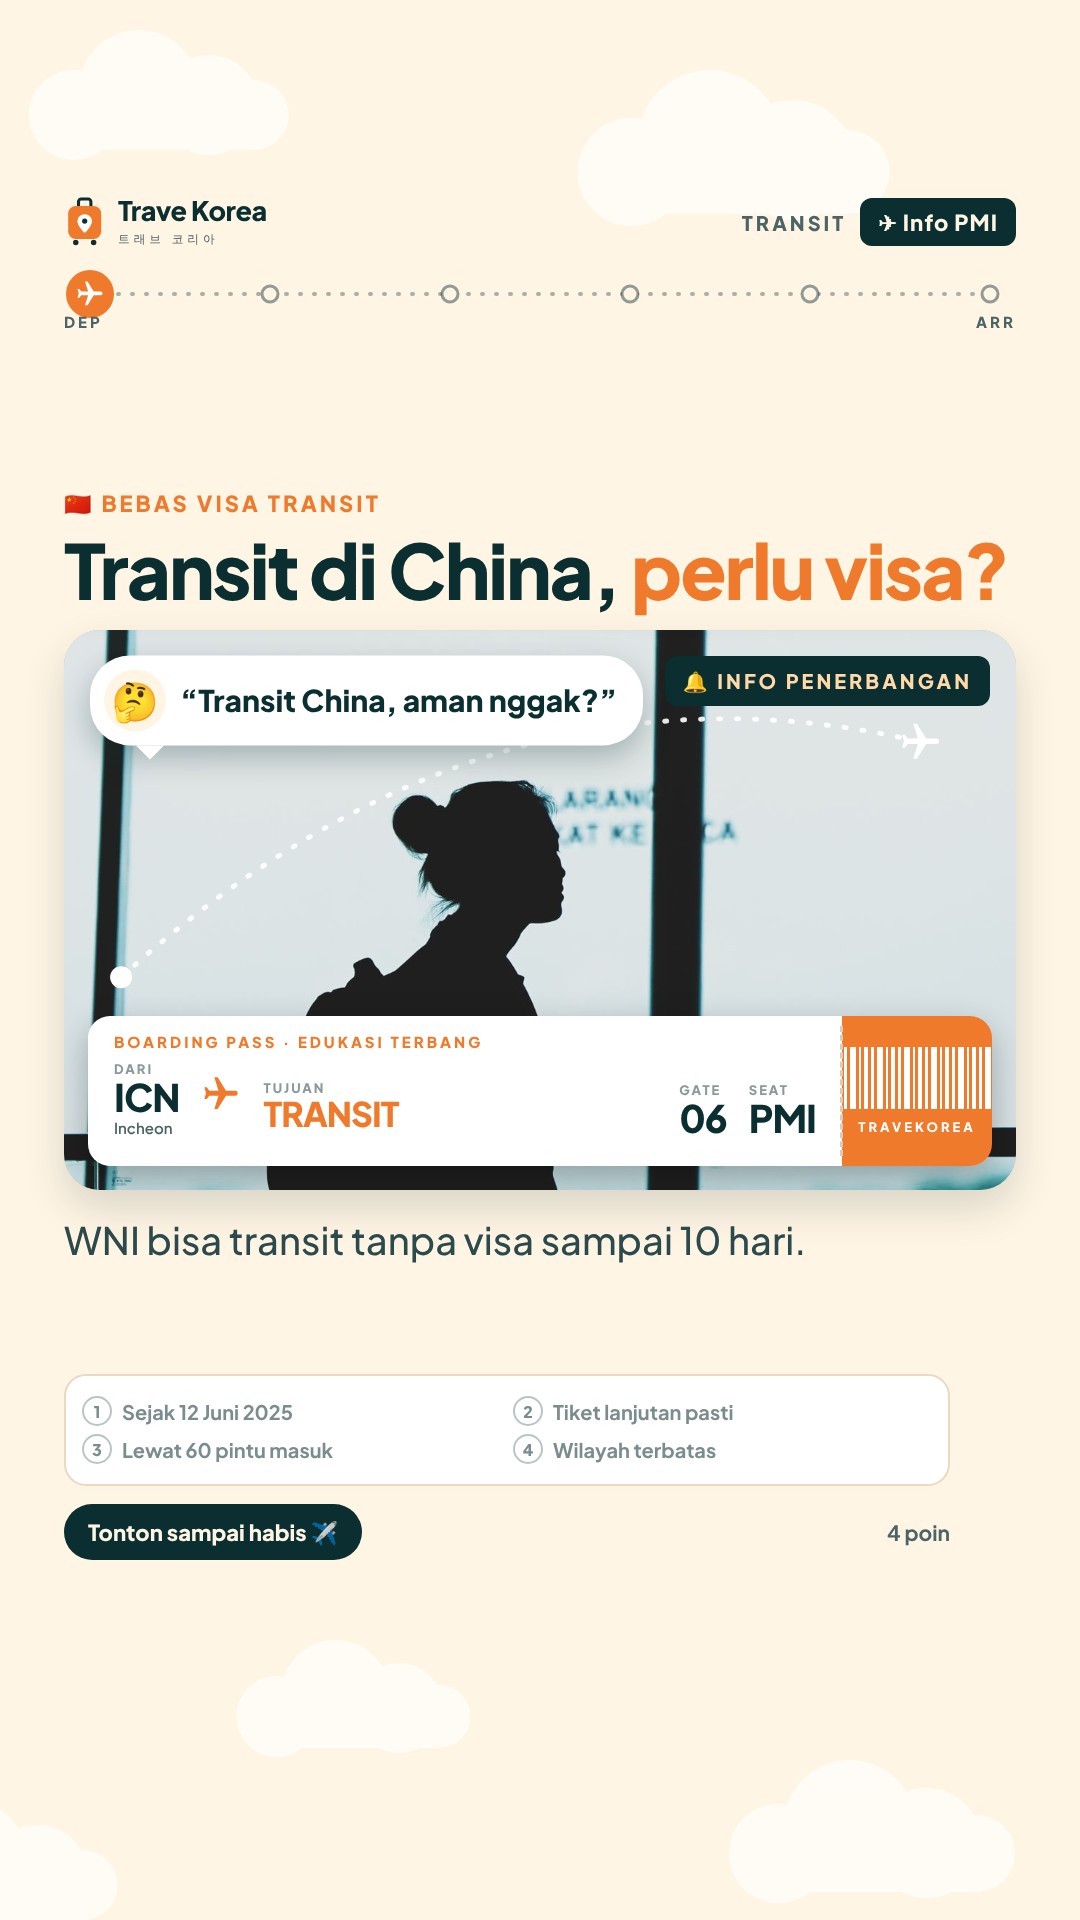 Trave Korea
트래브 코리아
TRANSIT
✈ Info PMI
DEP
ARR
🇨🇳 BEBAS VISA TRANSIT
Transit di China, perlu visa?
🤔 “Transit China, aman nggak?”
🔔 INFO PENERBANGAN
BOARDING PASS · EDUKASI TERBANG
DARI
ICN
Incheon
TUJUAN
TRANSIT
GATE
06
SEAT
PMI
TRAVEKOREA
WNI bisa transit tanpa visa sampai 10 hari.
1 Sejak 12 Juni 2025
2 Tiket lanjutan pasti
3 Lewat 60 pintu masuk
4 Wilayah terbatas
Tonton sampai habis ✈️
4 poin